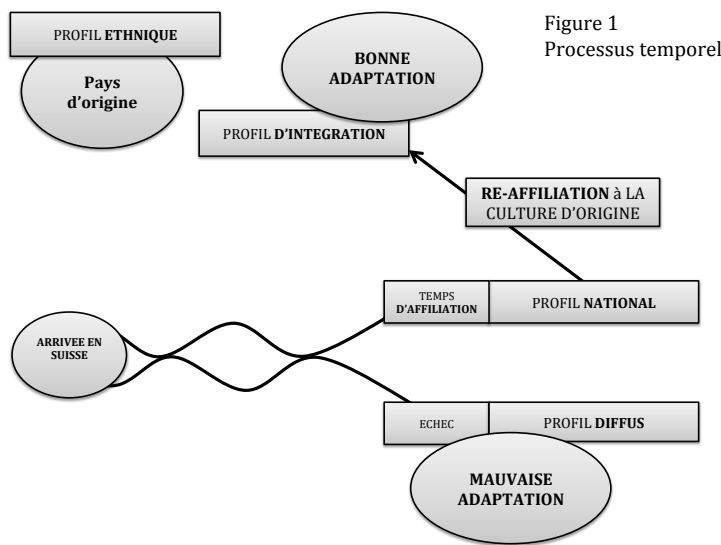 Figure 1
Processus temporel
PROFIL ETHNIQUE
Pays
d'origine
BONNE
ADAPTATION
PROFIL D'INTEGRATION
RE-AFFILIATION à LA
CULTURE D'ORIGINE
TEMPS
D'AFFILIATION
PROFIL NATIONAL
ARRIVEE EN
SUISSE
ECHEC
PROFIL DIFFUS
MAUVAISE
ADAPTATION